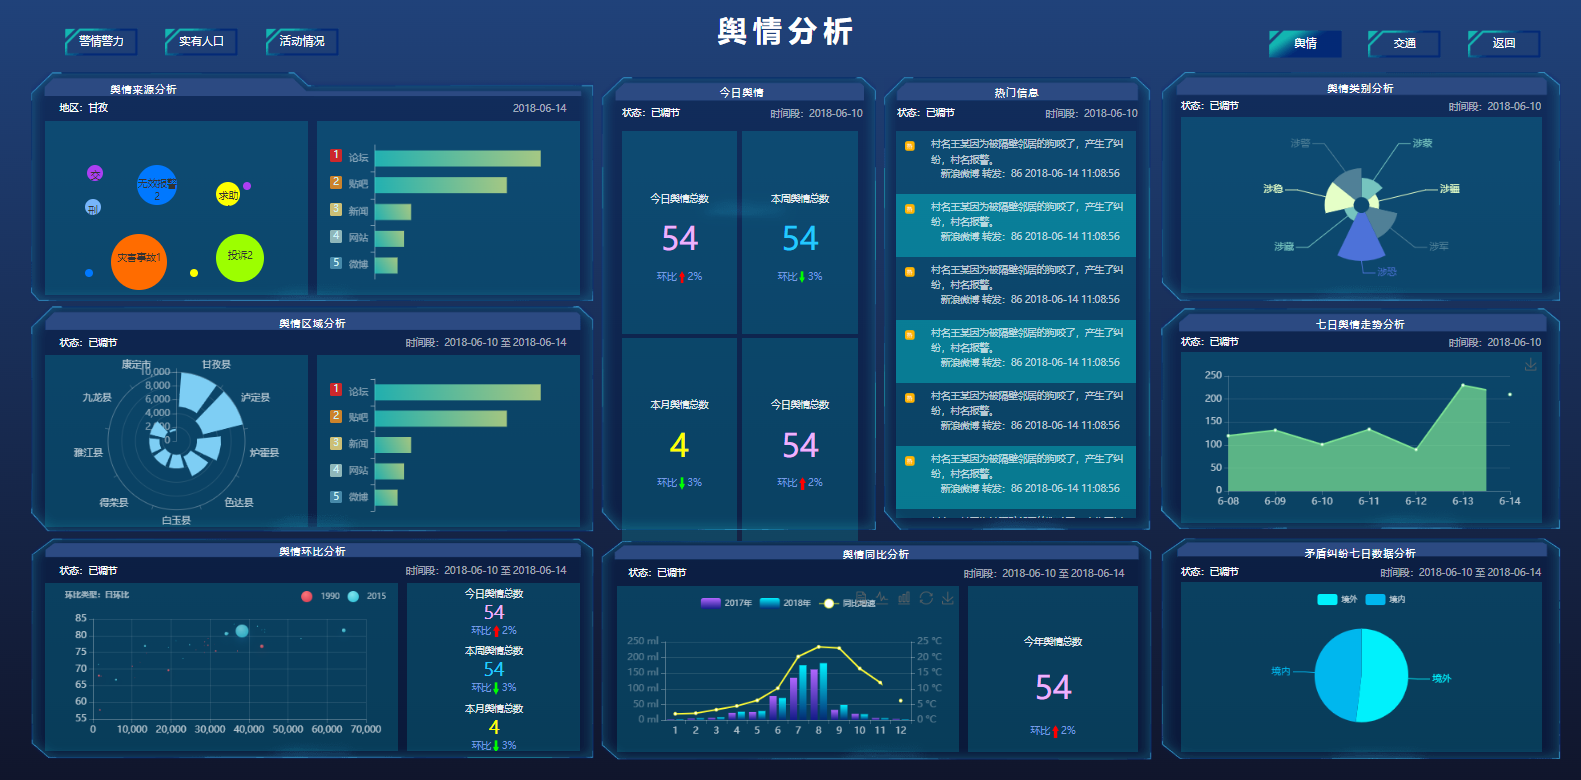 舆情分析
警情警力
实有人口
活动情况
舆情
交通
返回
舆情来源分析
地区：甘孜
2018-06-14
无效报警
2
求助
灾害事故1
投诉2
1 论坛
2 贴吧
3 新闻
4 网站
5 微博
舆情区域分析
状态：已调节
时间段：2018-06-10 至 2018-06-14
康定市
甘孜县
泸定县
炉霍县
色达县
白玉县
得荣县
雅江县
九龙县
10,000
8,000
6,000
4,000
2,000
0
1 论坛
2 贴吧
3 新闻
4 网站
5 微博
舆情环比分析
状态：已调节
时间段：2018-06-10 至 2018-06-14
环比类型：日环比
1990
2015
85
80
75
70
65
60
55
0 10,000 20,000 30,000 40,000 50,000 60,000 70,000
今日舆情总数
54
环比 2%
本周舆情总数
54
环比 3%
本月舆情总数
4
环比 3%
今日舆情
状态：已调节
时间段：2018-06-10
今日舆情总数
54
环比 2%
本周舆情总数
54
环比 3%
本月舆情总数
4
环比 3%
今日舆情总数
54
环比 2%
热门信息
状态：已调节
时间段：2018-06-10
村名王某因为被隔壁邻居的狗咬了，产生了纠
纷，村名报警。
新浪微博 转发：86 2018-06-14 11:08:56
村名王某因为被隔壁邻居的狗咬了，产生了纠
纷，村名报警。
新浪微博 转发：86 2018-06-14 11:08:56
村名王某因为被隔壁邻居的狗咬了，产生了纠
纷，村名报警。
新浪微博 转发：86 2018-06-14 11:08:56
村名王某因为被隔壁邻居的狗咬了，产生了纠
纷，村名报警。
新浪微博 转发：86 2018-06-14 11:08:56
村名王某因为被隔壁邻居的狗咬了，产生了纠
纷，村名报警。
新浪微博 转发：86 2018-06-14 11:08:56
村名王某因为被隔壁邻居的狗咬了，产生了纠
纷，村名报警。
新浪微博 转发：86 2018-06-14 11:08:56
舆情同比分析
状态：已调节
时间段：2018-06-10 至 2018-06-14
2017年
2018年
同比增速
250 ml
200 ml
150 ml
100 ml
50 ml
0 ml
25 °C
20 °C
15 °C
10 °C
5 °C
0 °C
1 2 3 4 5 6 7 8 9 10 11 12
今年舆情总数
54
环比 2%
舆情类别分析
状态：已调节
时间段：2018-06-10
涉警
涉蒙
涉稳
涉疆
涉藏
涉军
涉恐
七日舆情走势分析
状态：已调节
时间段：2018-06-10
250
200
150
100
50
0
6-08 6-09 6-10 6-11 6-12 6-13 6-14
矛盾纠纷七日数据分析
状态：已调节
时间段：2018-06-10 至 2018-06-14
境外
境内
境内
境外